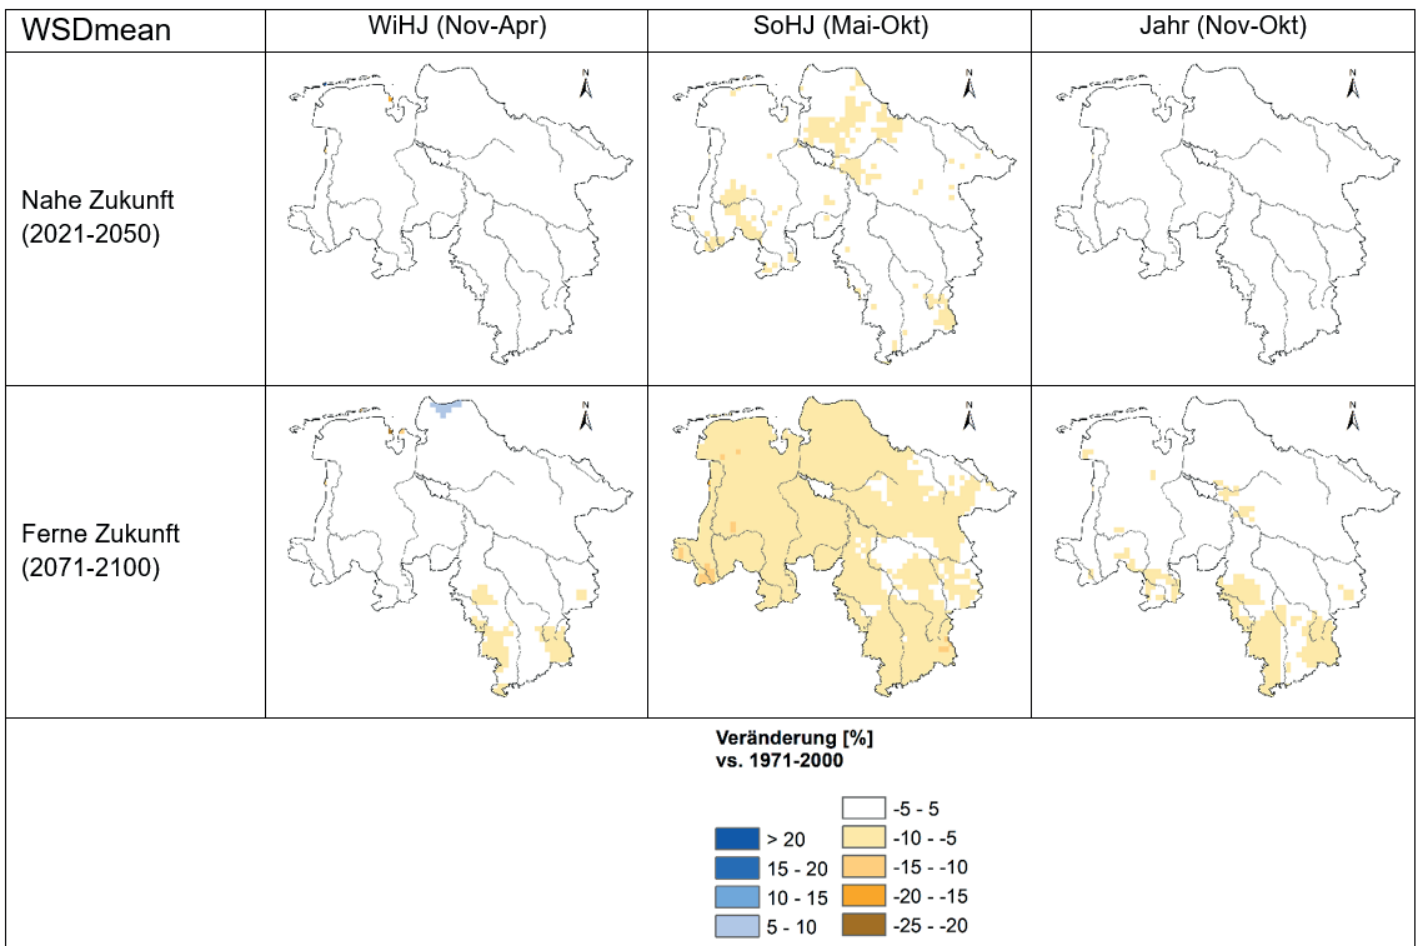 WSDmean
WiHJ (Nov-Apr)
SoHJ (Mai-Okt)
Jahr (Nov-Okt)
Nahe Zukunft
(2021-2050)
N
N
N
Ferne Zukunft
(2071-2100)
N
N
N
Veränderung [%]
vs. 1971-2000
> 20
15 - 20
10 - 15
5 - 10
-5 - 5
-10 - -5
-15 - -10
-20 - -15
-25 - -20